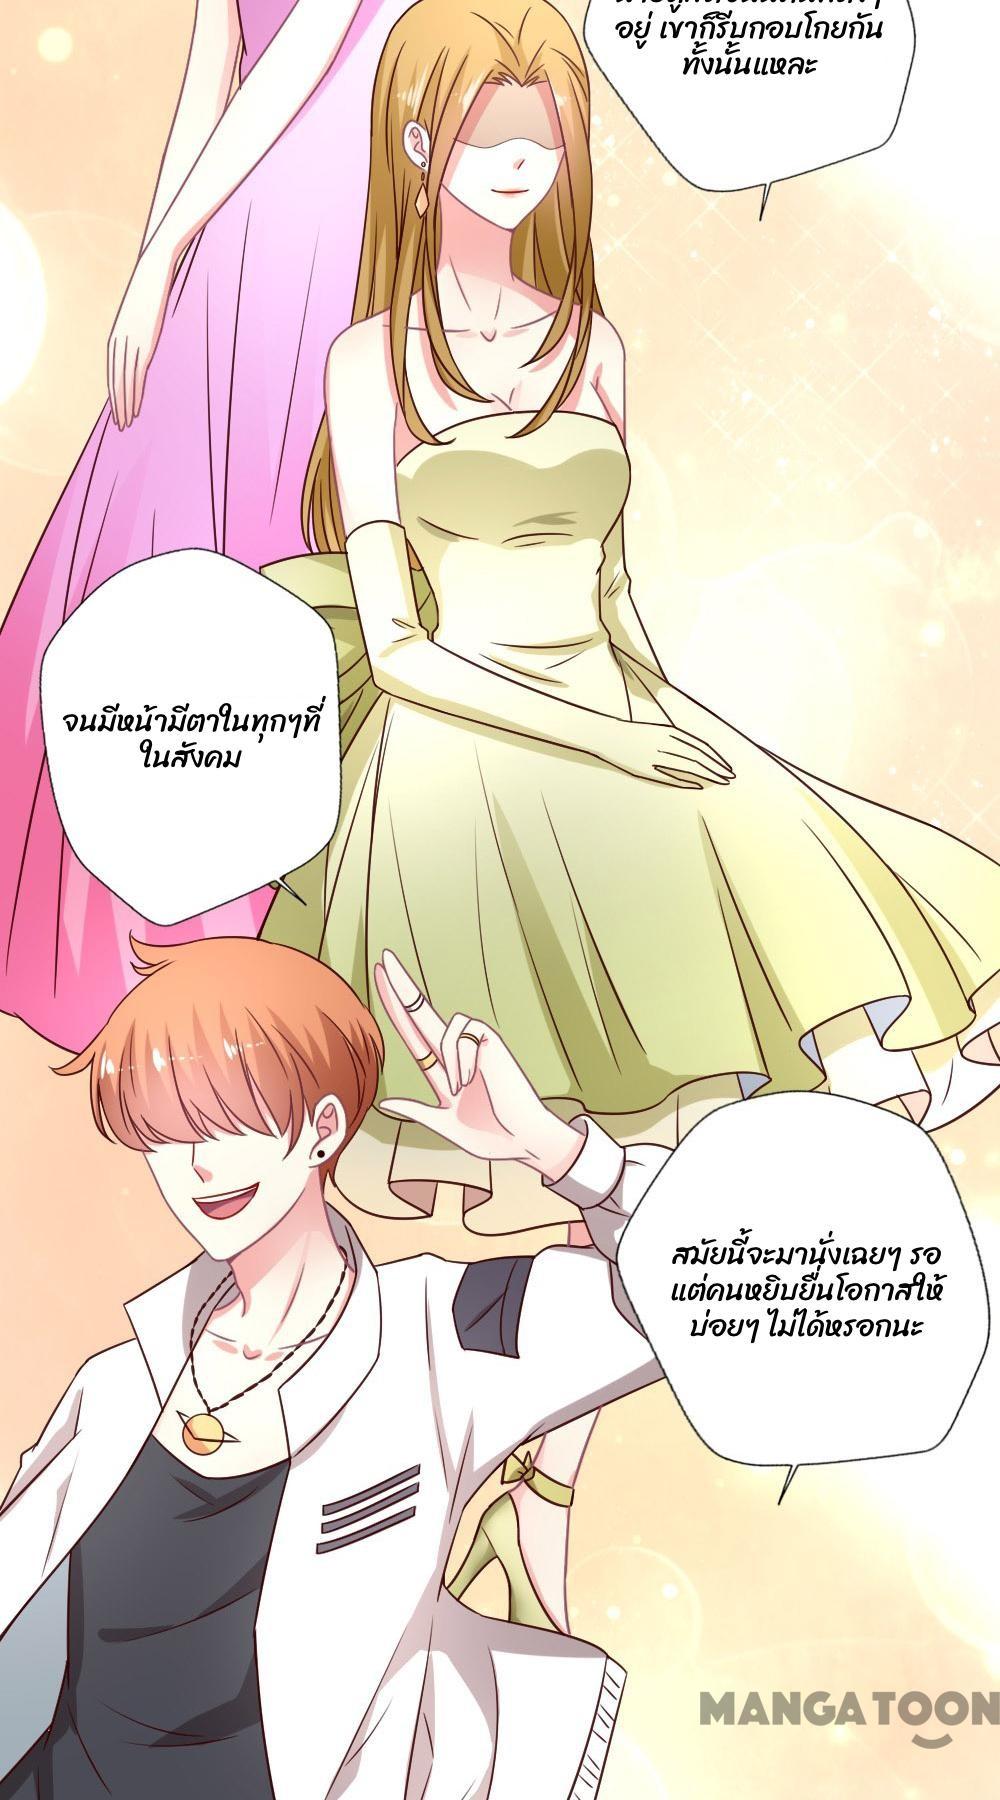 อยู่ เขาก็รีบกอบโกยกัน
ทั้งนั้นแหละ
จนมีหน้ามีตาในทุกๆที่
ในสังคม
สมัยนี้จะมานั่งเฉยๆ รอ
แต่คนหยิบยื่นโอกาสให้
บ่อยๆ ไม่ได้หรอกนะ
MANGATOON